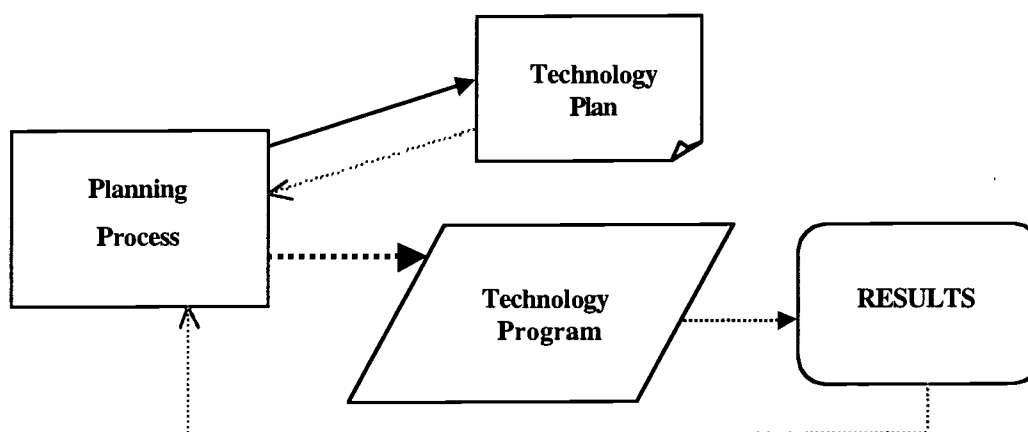 Technology
Plan
Planning
Process
Technology
Program
RESULTS